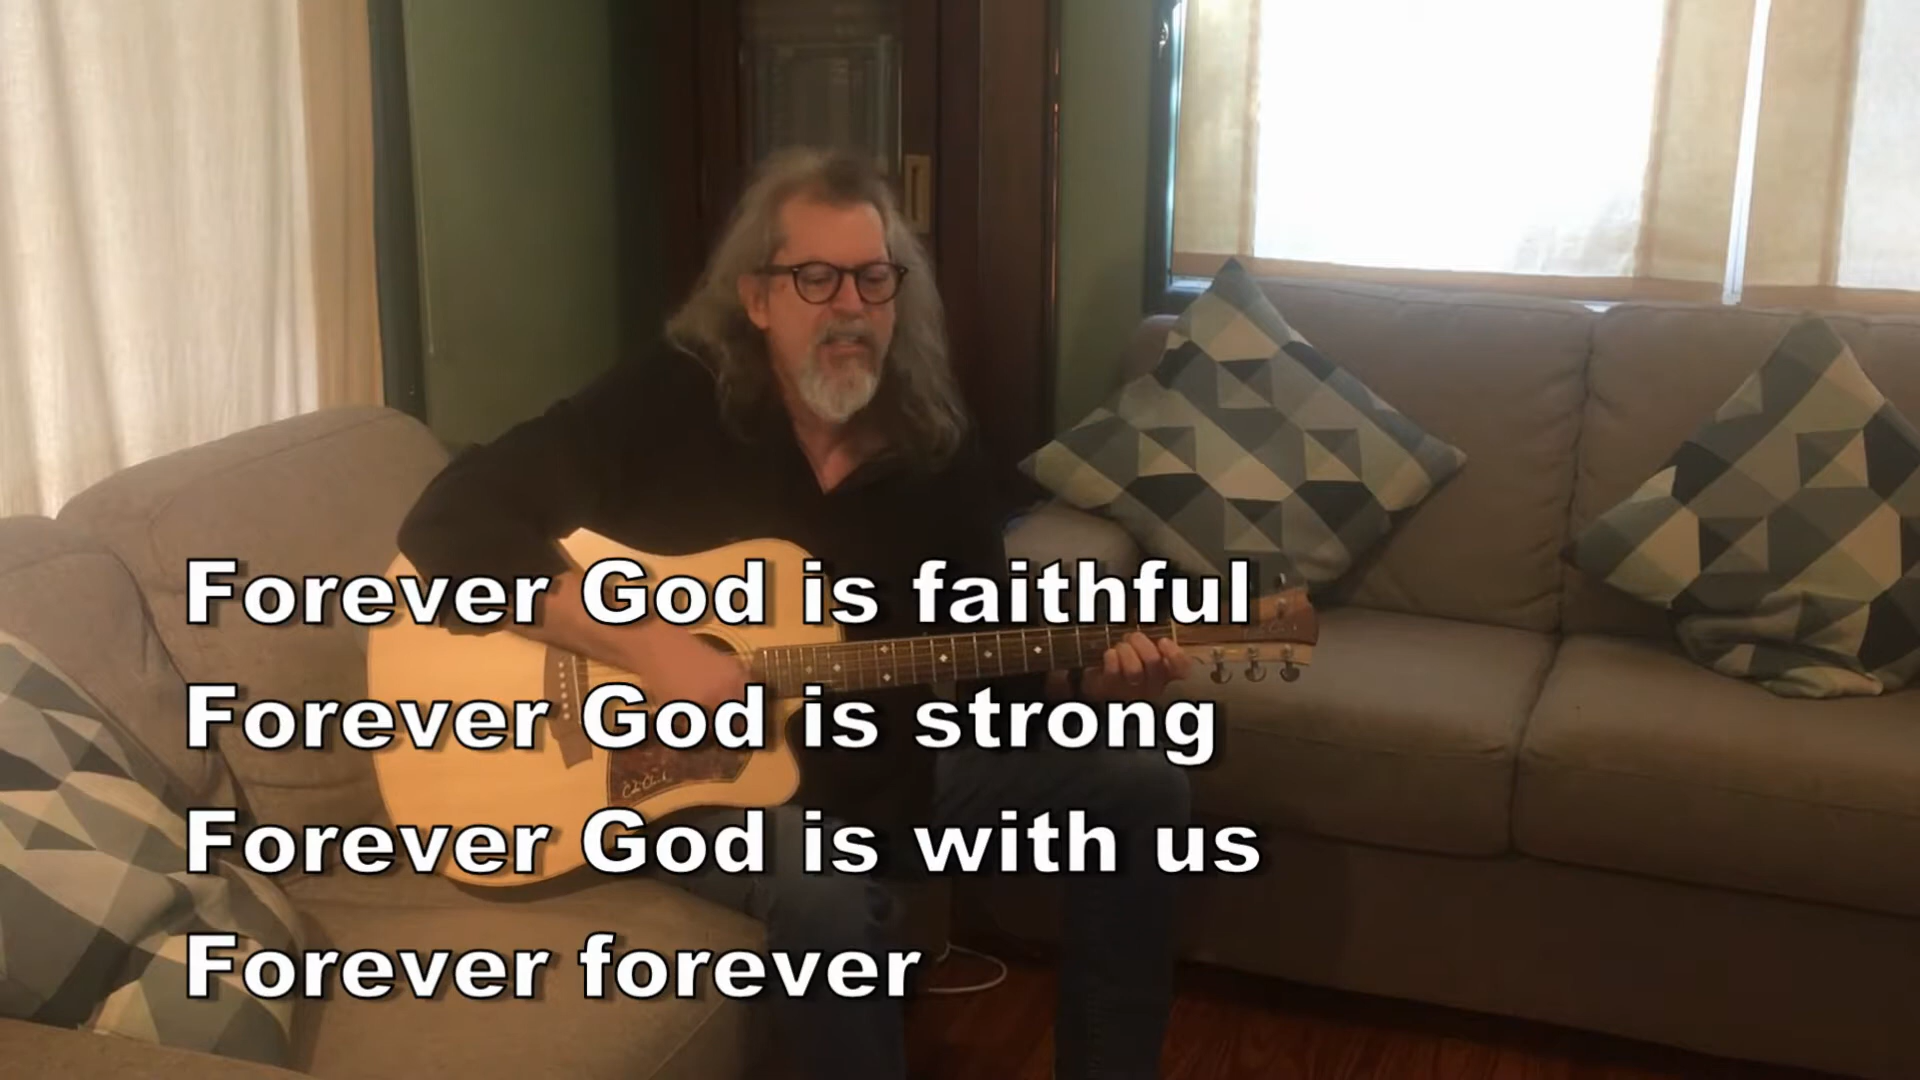 Forever God is faithful
Forever God is strong
Forever God is with us
Forever forever